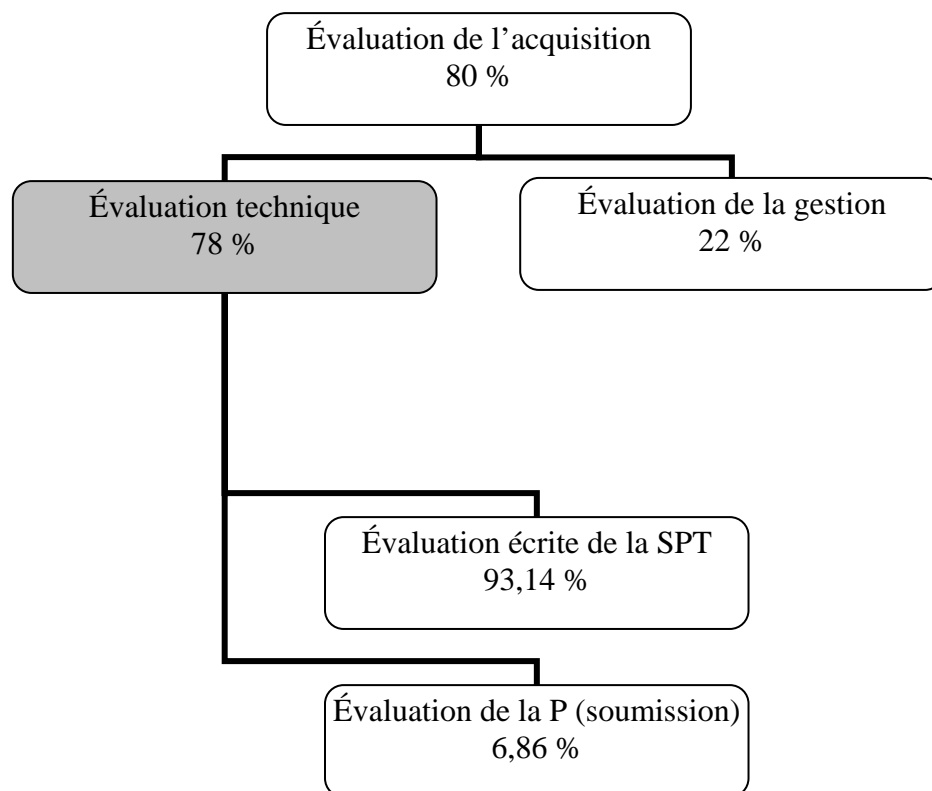 Évaluation de l’acquisition
80 %
Évaluation technique
78 %
Évaluation de la gestion
22 %
Évaluation écrite de la SPT
93,14 %
Évaluation de la P (soumission)
6,86 %